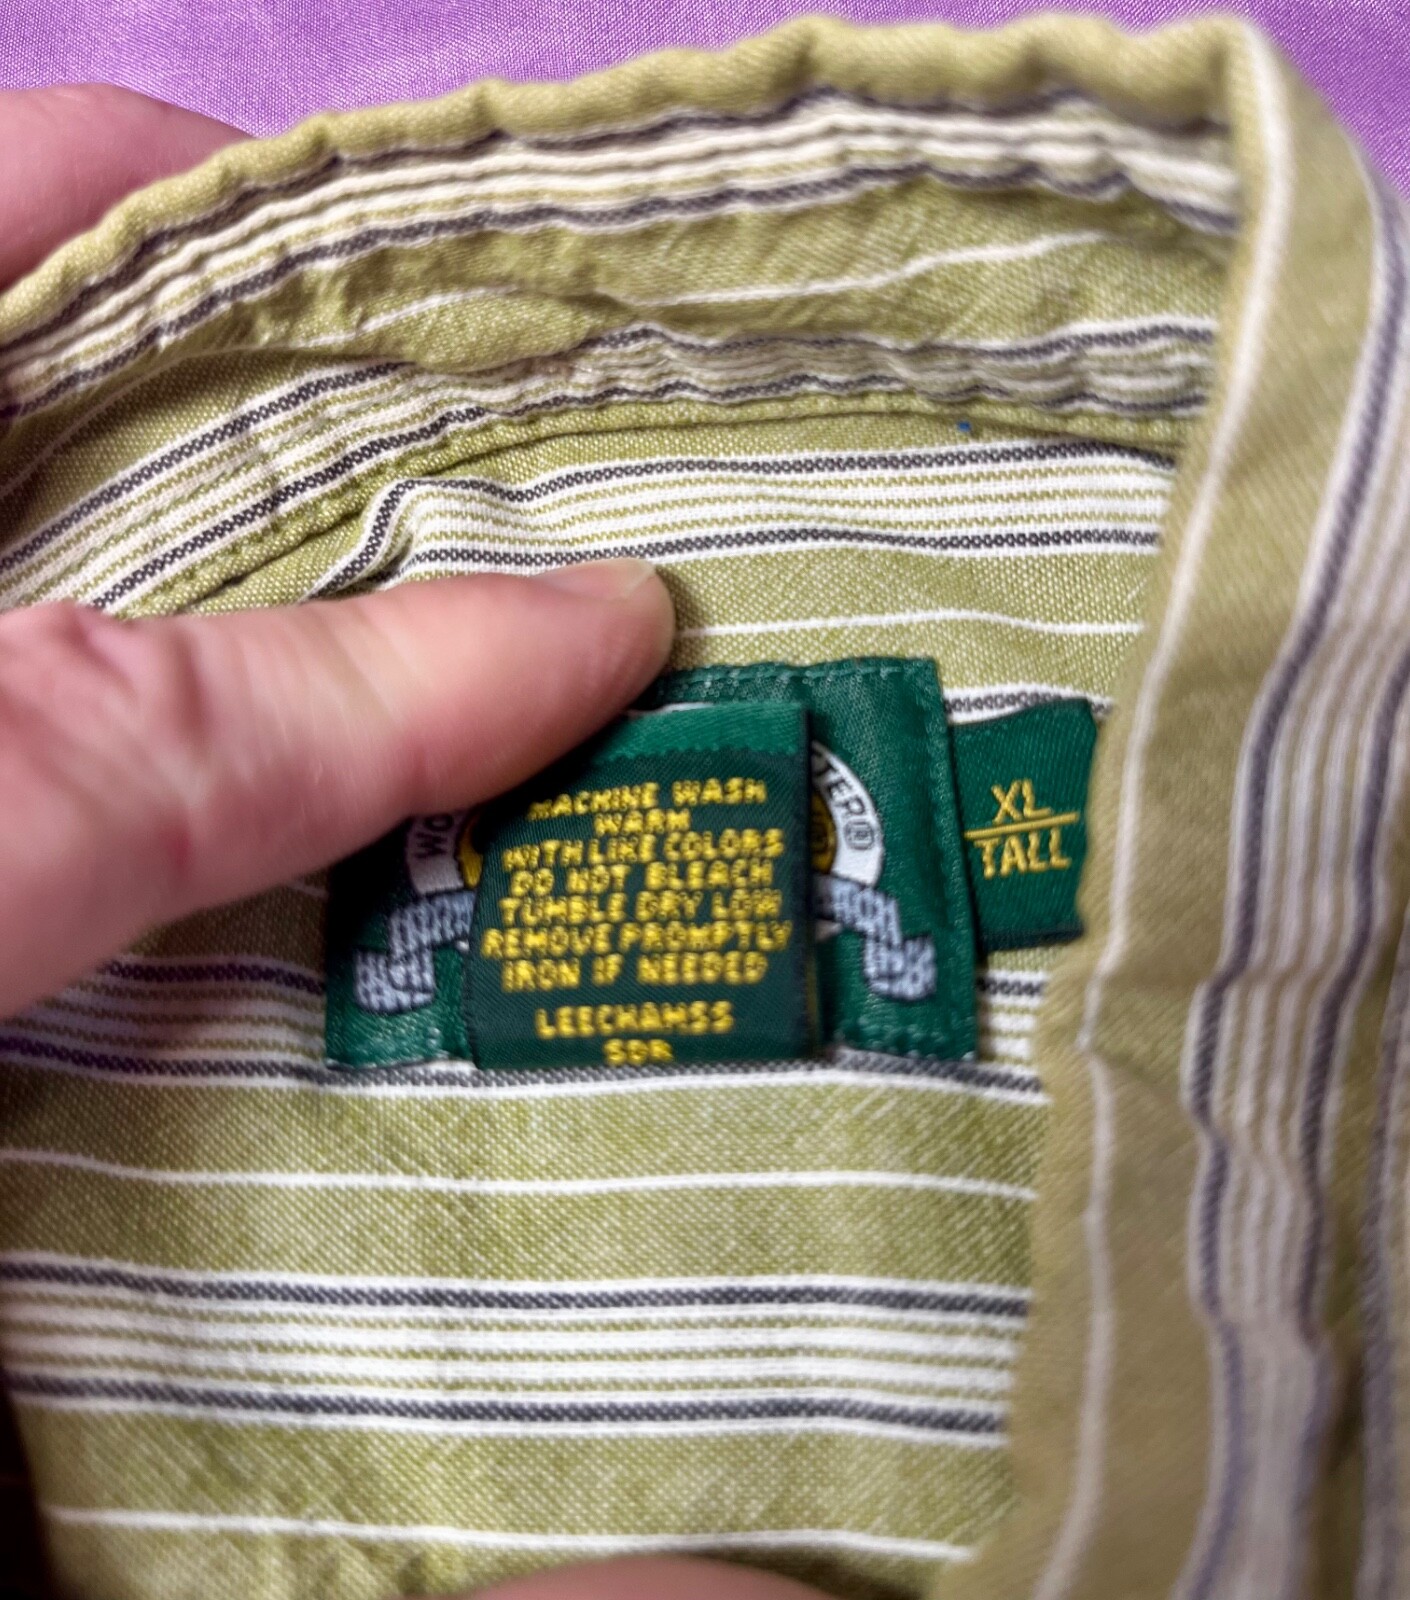 MACHINE WASH
WARM
WITH LIKE COLORS
DO NOT BLEACH
TUMBLE DRY LOW
REMOVE PROMPTLY
IRON IF NEEDED
LEECHAMSS
SDR
XL
TALL